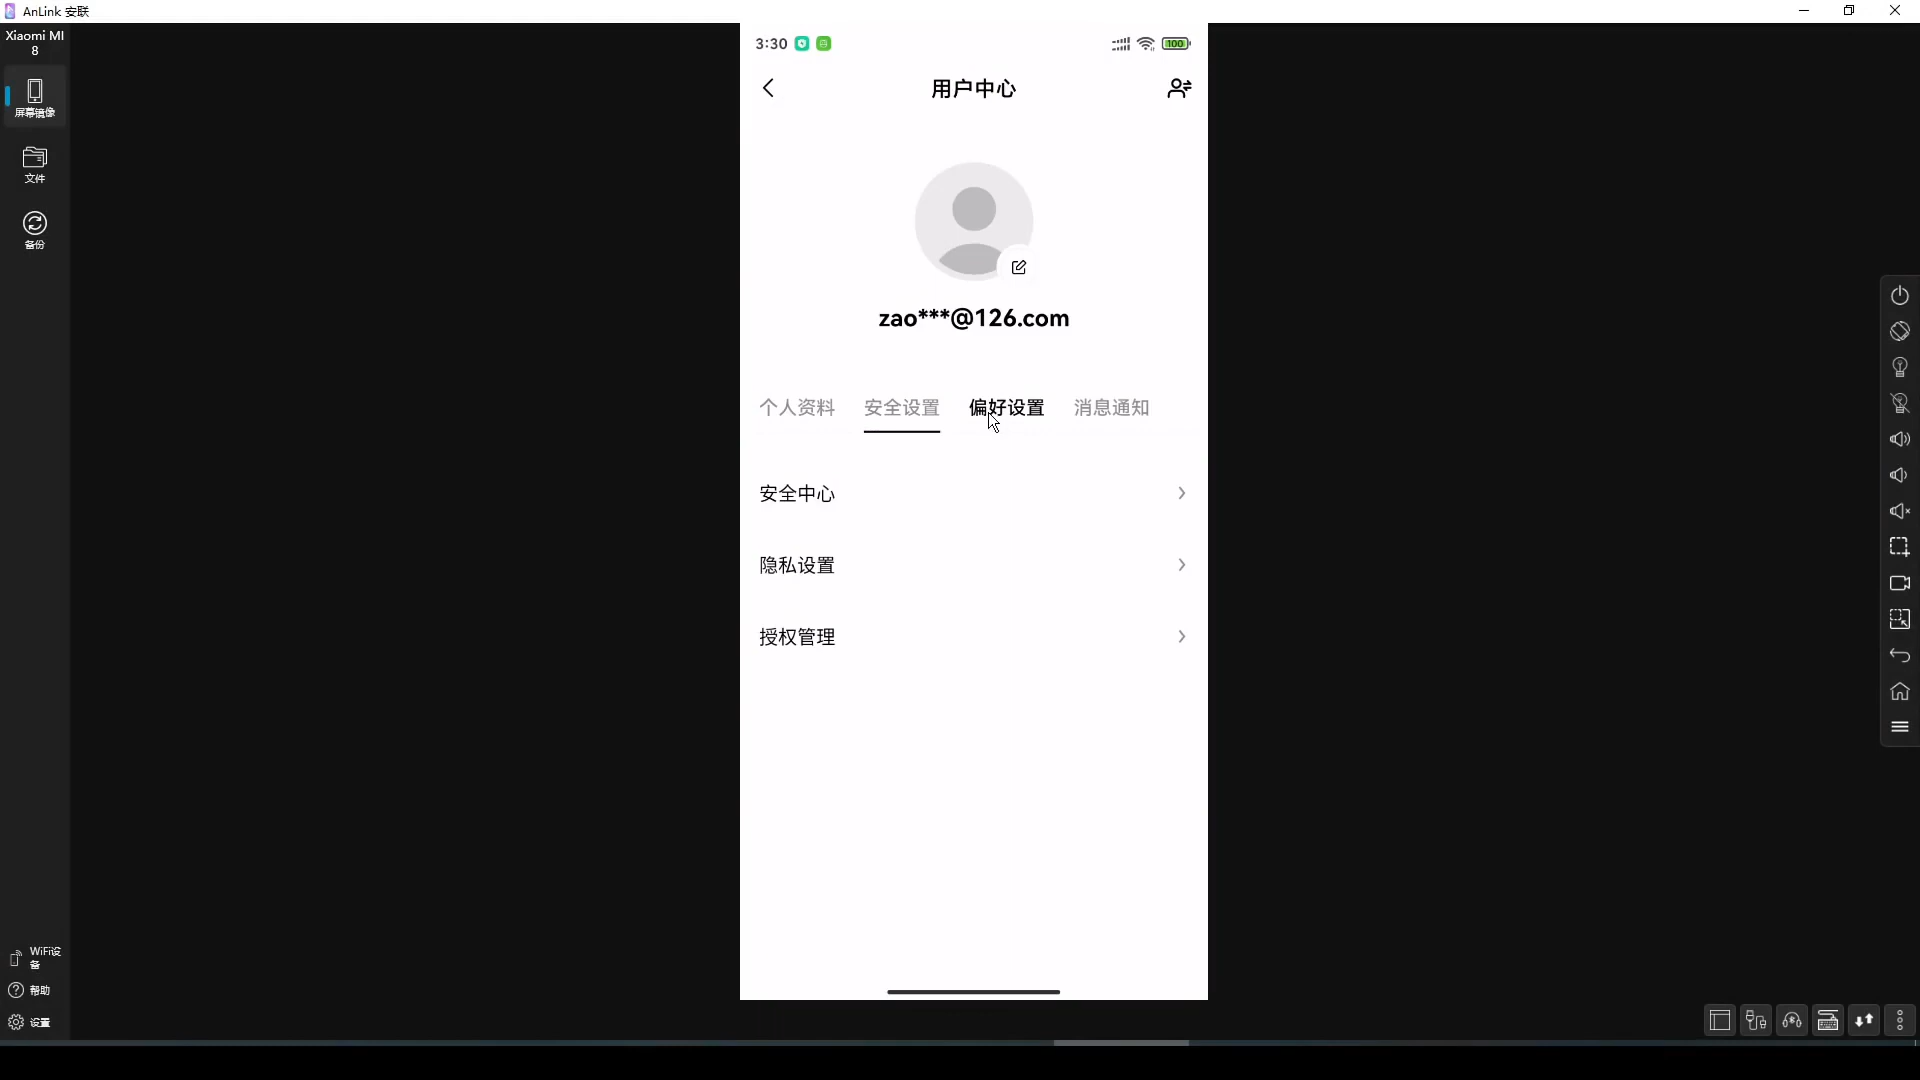 AnLink 安联
Xiaomi MI
8
屏幕镜像
文件
备份
3:30
100
用户中心
zao***@126.com
个人资料 安全设置 偏好设置 消息通知
安全中心
隐私设置
授权管理
WiFi设
备
帮助
设置